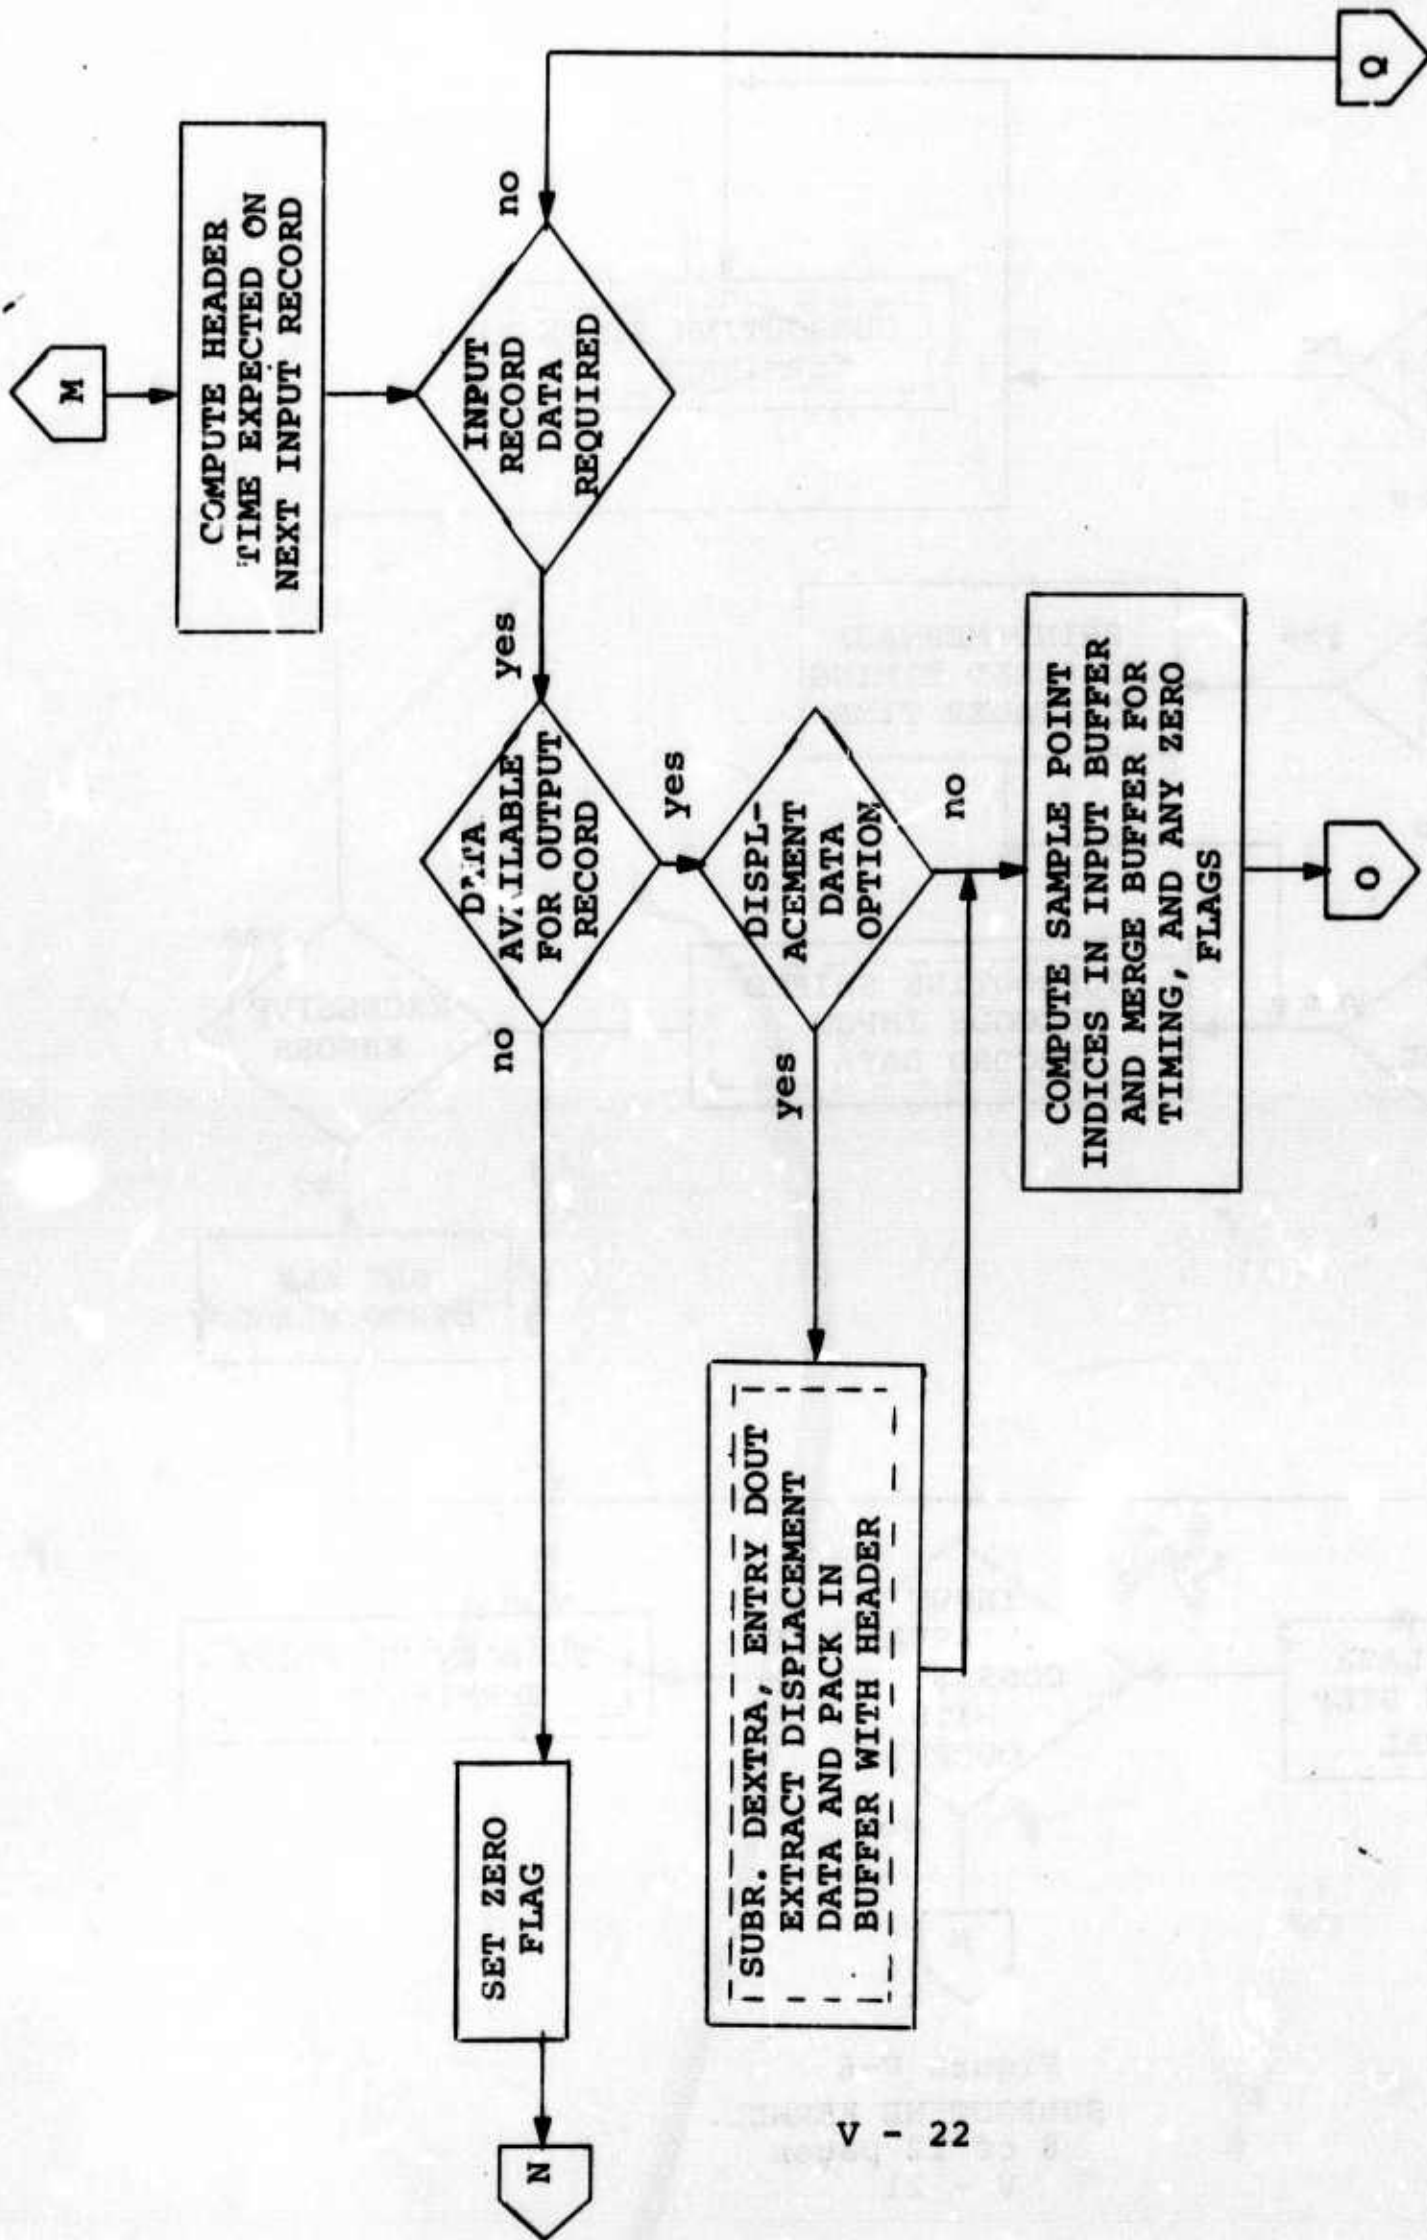 M
COMPUTE HEADER
TIME EXPECTED ON
NEXT INPUT RECORD
INPUT
RECORD
DATA
REQUIRED
no
Q
yes
DATA
AVAILABLE
FOR OUTPUT
RECORD
no
SET ZERO
FLAG
N
yes
DISPL-
ACEMENT
DATA
OPTION
yes
SUBR. DEXTRA, ENTRY DOUT
EXTRACT DISPLACEMENT
DATA AND PACK IN
BUFFER WITH HEADER
no
COMPUTE SAMPLE POINT
INDICES IN INPUT BUFFER
AND MERGE BUFFER FOR
TIMING, AND ANY ZERO
FLAGS
O
V - 22